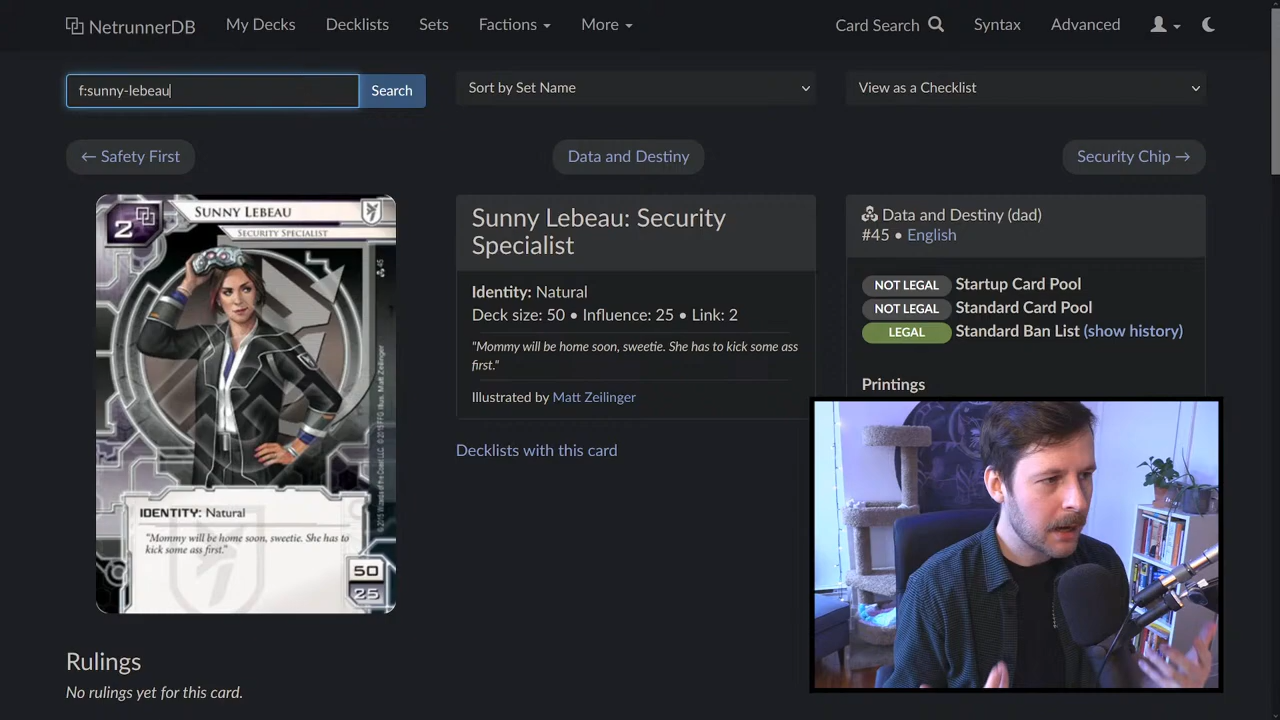 NetrunnerDB My Decks Decklists Sets Factions More Card Search Syntax Advanced
f:sunny-lebeau Search Sort by Set Name View as a Checklist
← Safety First Data and Destiny Security Chip →
2 SUNNY LEBEAU
SECURITY SPECIALIST
45
IDENTITY: Natural
"Mommy will be home soon, sweetie. She has to
kick some ass first."
50
25
Sunny Lebeau: Security
Specialist
Identity: Natural
Deck size: 50 • Influence: 25 • Link: 2
"Mommy will be home soon, sweetie. She has to kick some ass
first."
Illustrated by Matt Zeilinger
Decklists with this card
Data and Destiny (dad)
#45 • English
NOT LEGAL Startup Card Pool
NOT LEGAL Standard Card Pool
LEGAL Standard Ban List (show history)
Printings
Rulings
No rulings yet for this card.